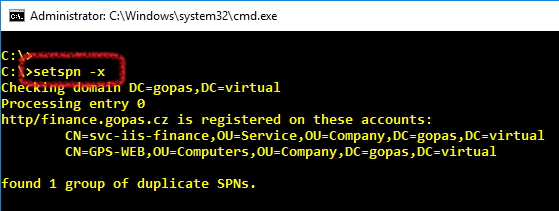 Administrator: C:\Windows\system32\cmd.exe
C:\>
C:\>setspn -x
Checking domain DC=gopas,DC=virtual
Processing entry 0
http/finance.gopas.cz is registered on these accounts:
CN=svc-iis-finance,OU=Service,OU=Company,DC=gopas,DC=virtual
CN=GPS-WEB,OU=Computers,OU=Company,DC=gopas,DC=virtual
found 1 group of duplicate SPNs.